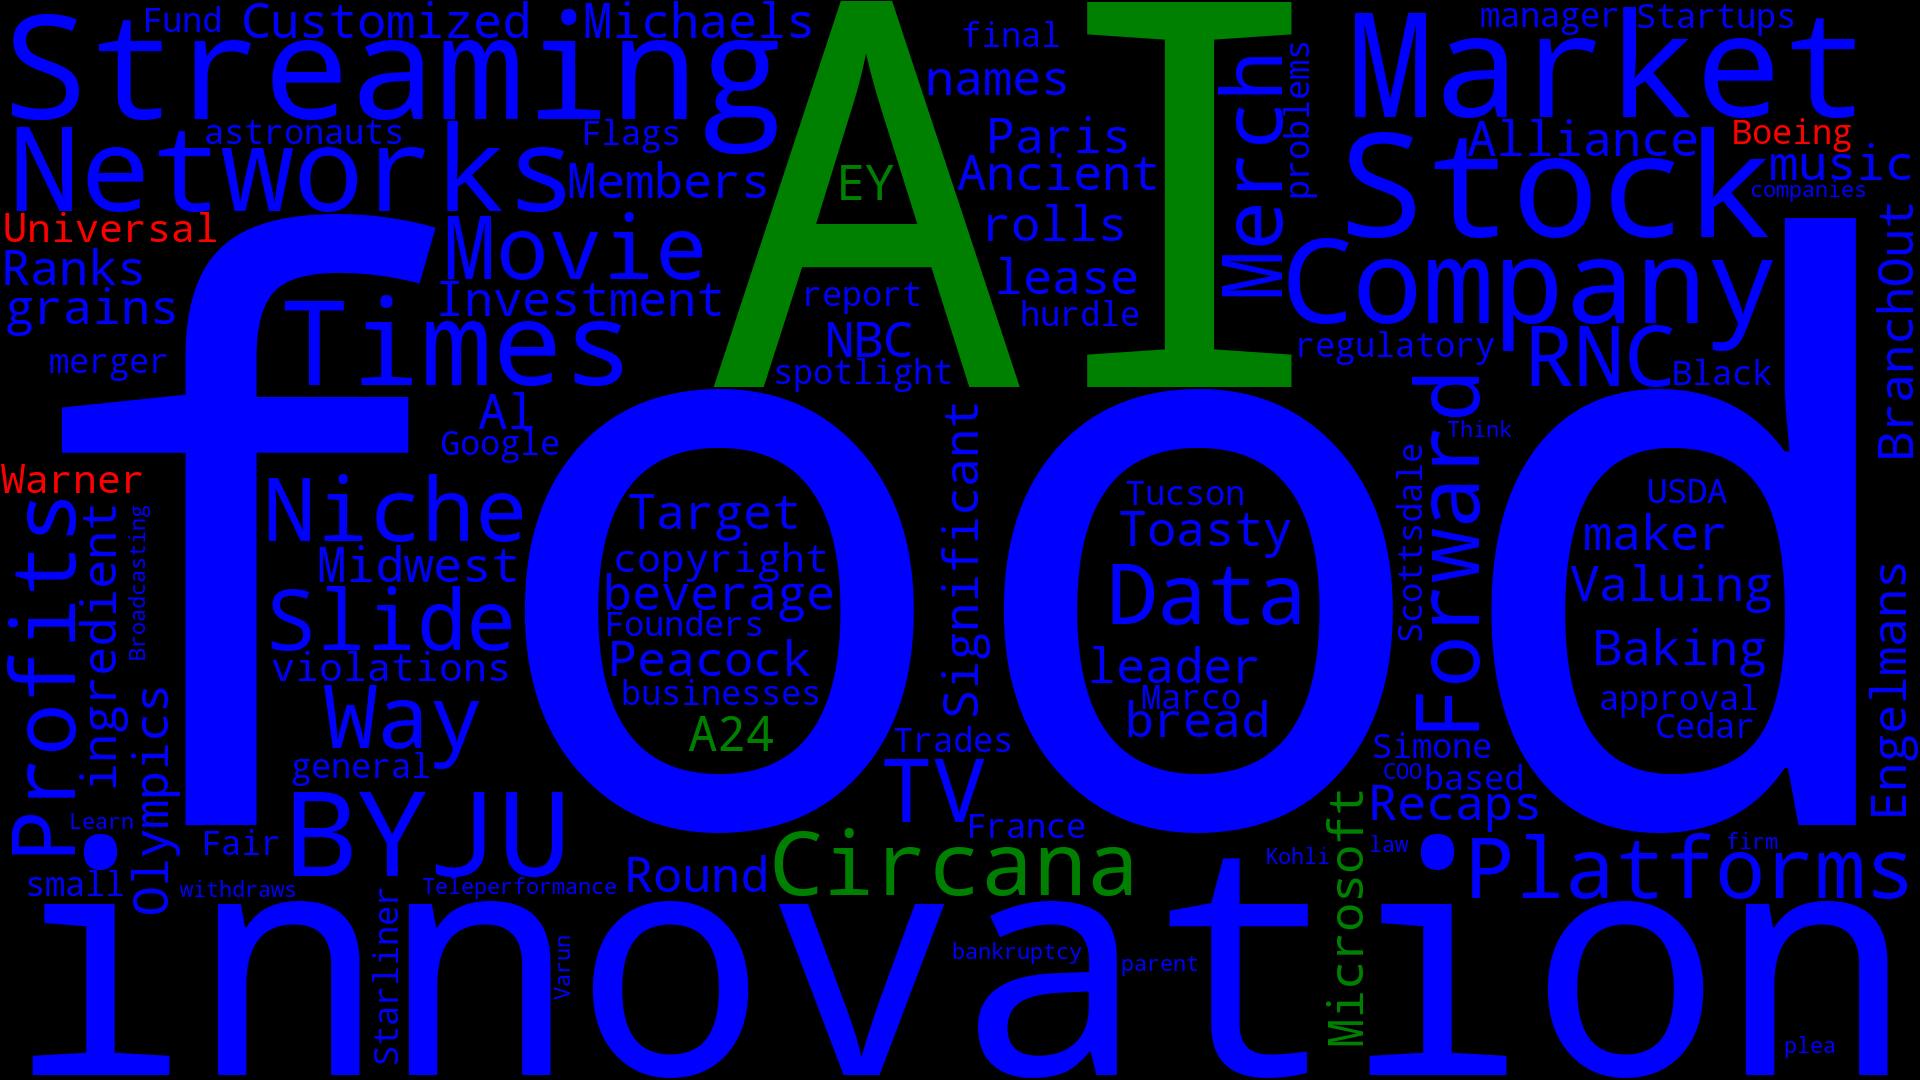 Fund Customized Michaels
Streaming
AI
final
names
Merch
problems
manager Startups
Market
astronauts Flags
Networks
Members
EY
Paris
Ancient
rolls
lease
hurdle
Alliance Boeing
music
companies
Stock
Universal
Ranks
grains
merger
Movie
Investment
Times
report
NBC
spotlight
Company
regulatory RNC Black
BranchOut
food
Al
Google
Think
Warner
Profits
ingredient
Broadcasting
Olympics
Niche
Midwest
Slide
violations
Way
general
Target
copyright
beverage
Founders
Peacock
businesses
A24
Significant
Tucson
Toasty
Data
leader
Marco
bread
Scottsdale
Forward
USDA
maker
Valuing
Baking
approval
Cedar
Engelmans
Trades
TV
France
Simone
COO based
Recaps
Learn
small
Fair BYJU
withdraws
Teleperformance Round Circana
Microsoft
Kohli law firm
Platforms
innovation
Starliner
Varun
bankruptcy parent
plea